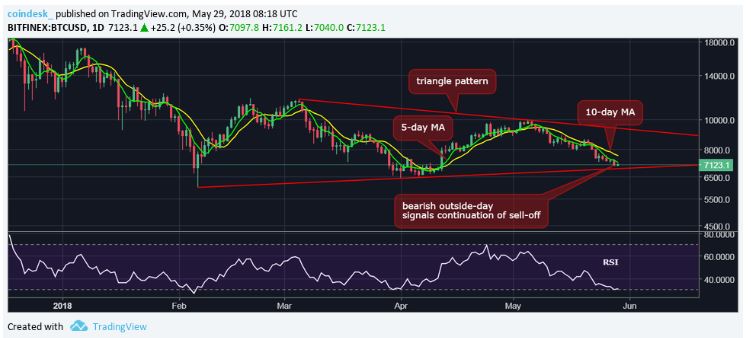 coindesk_ published on TradingView.com, May 29, 2018 08:18 UTC
BITFINEX:BTCUSD, 1D 7123.1 ▲ +25.2 (+0.35%) O:7097.8 H:7161.2 L:7040.0 C:7123.1
18000.0
triangle pattern
14000.0
10-day MA
5-day MA
10000.0
8000.0
7123.1
6500.0
bearish outside-day
signals continuation of sell-off
5500.0
4500.0
80.0000
RSI
60.0000
40.0000
2018 Feb Mar Apr May Jun
Created with TradingView